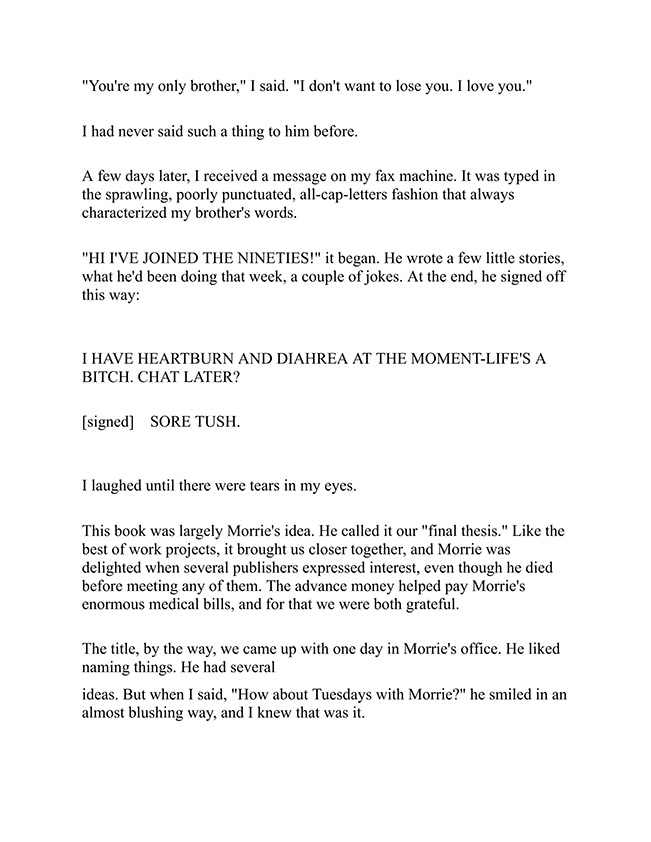 "You're my only brother," I said. "I don't want to lose you. I love you."
I had never said such a thing to him before.
A few days later, I received a message on my fax machine. It was typed in
the sprawling, poorly punctuated, all-cap-letters fashion that always
characterized my brother's words.
"HI I'VE JOINED THE NINETIES!" it began. He wrote a few little stories,
what he'd been doing that week, a couple of jokes. At the end, he signed off
this way:
I HAVE HEARTBURN AND DIAHREA AT THE MOMENT-LIFE'S A
BITCH. CHAT LATER?
[signed] SORE TUSH.
I laughed until there were tears in my eyes.
This book was largely Morrie's idea. He called it our "final thesis." Like the
best of work projects, it brought us closer together, and Morrie was
delighted when several publishers expressed interest, even though he died
before meeting any of them. The advance money helped pay Morrie's
enormous medical bills, and for that we were both grateful.
The title, by the way, we came up with one day in Morrie's office. He liked
naming things. He had several
ideas. But when I said, "How about Tuesdays with Morrie?" he smiled in an
almost blushing way, and I knew that was it.